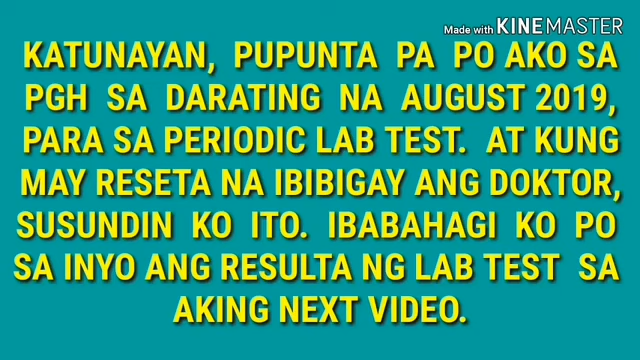 Made with KINEMASTER
KATUNAYAN, PUPUNTA PA PO AKO SA
PGH SA DARATING NA AUGUST 2019,
PARA SA PERIODIC LAB TEST. AT KUNG
MAY RESETA NA IBIBIGAY ANG DOKTOR,
SUSUNDIN KO ITO. IBABAHAGI KO PO
SA INYO ANG RESULTA NG LAB TEST SA
AKING NEXT VIDEO.